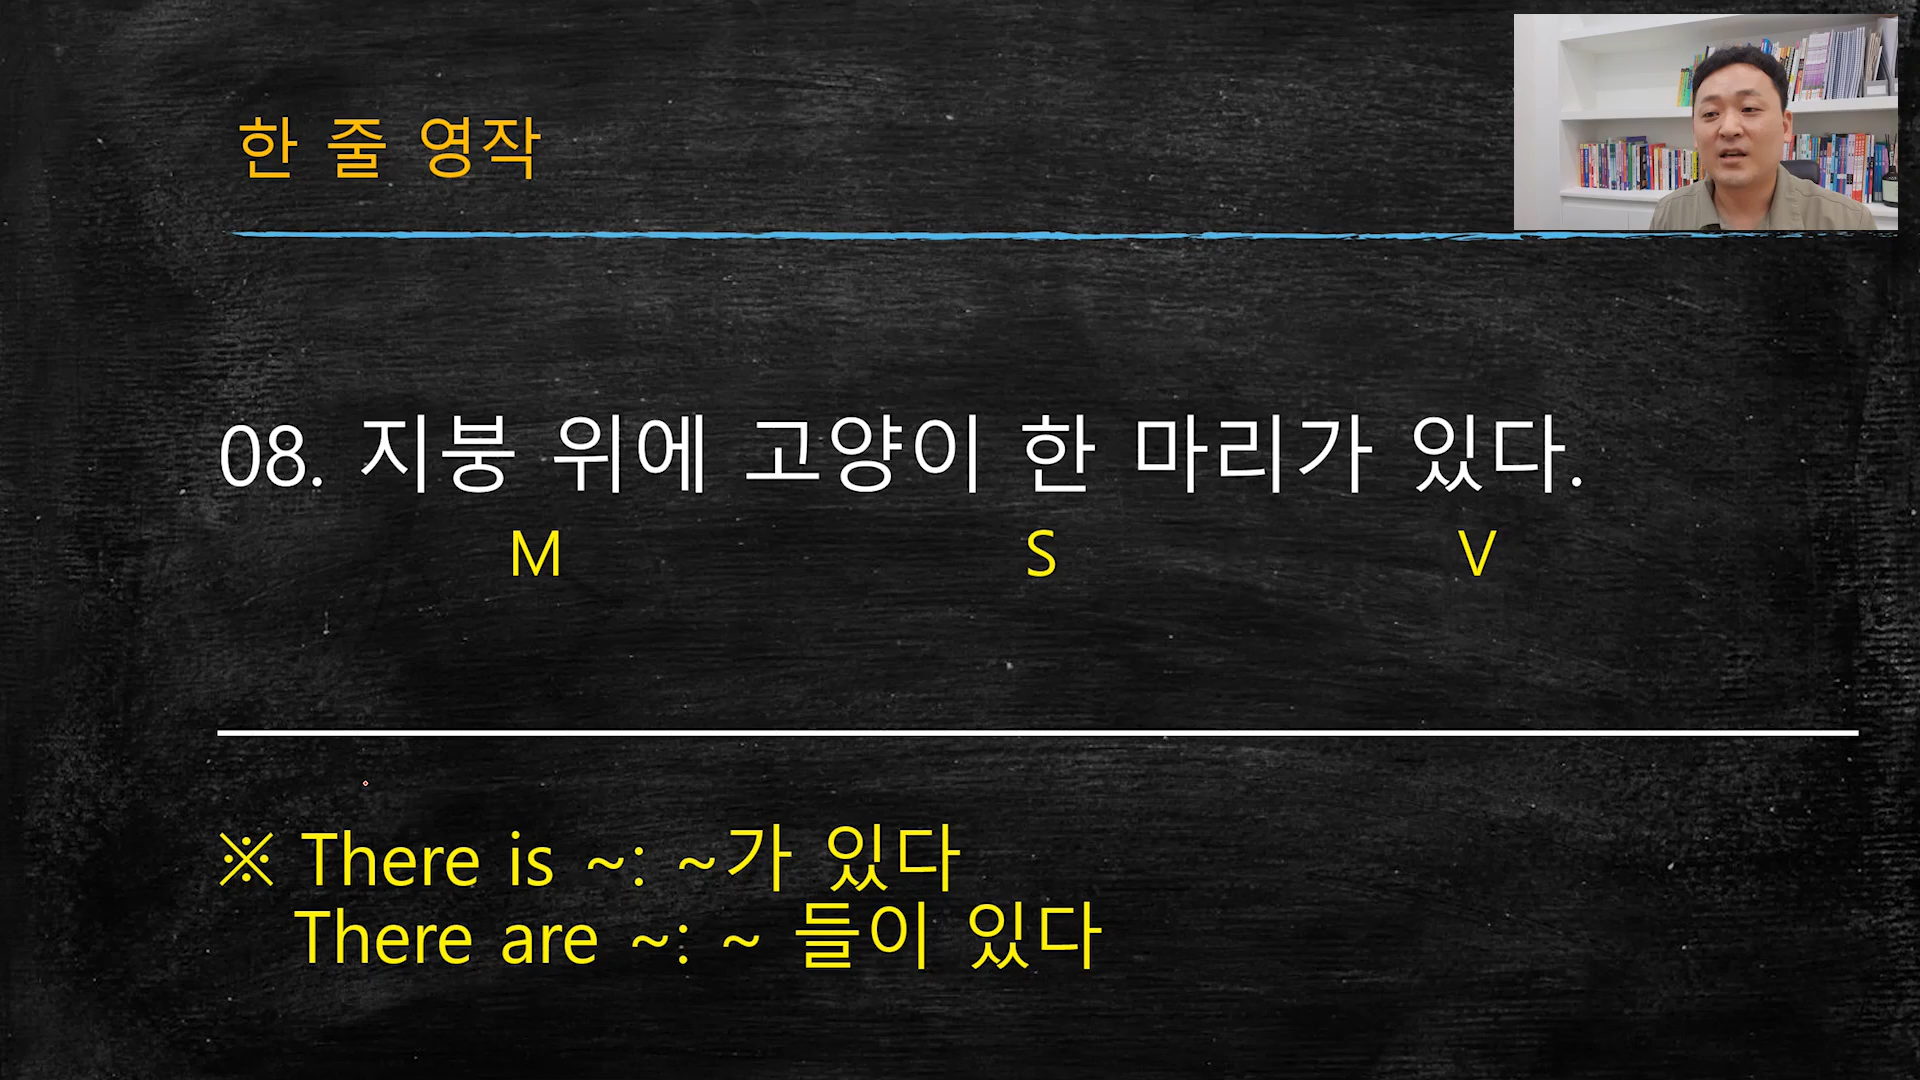 한 줄 영작
08. 지붕 위에 고양이 한 마리가 있다.
M S V
※ There is ~: ~가 있다
There are ~: ~ 들이 있다